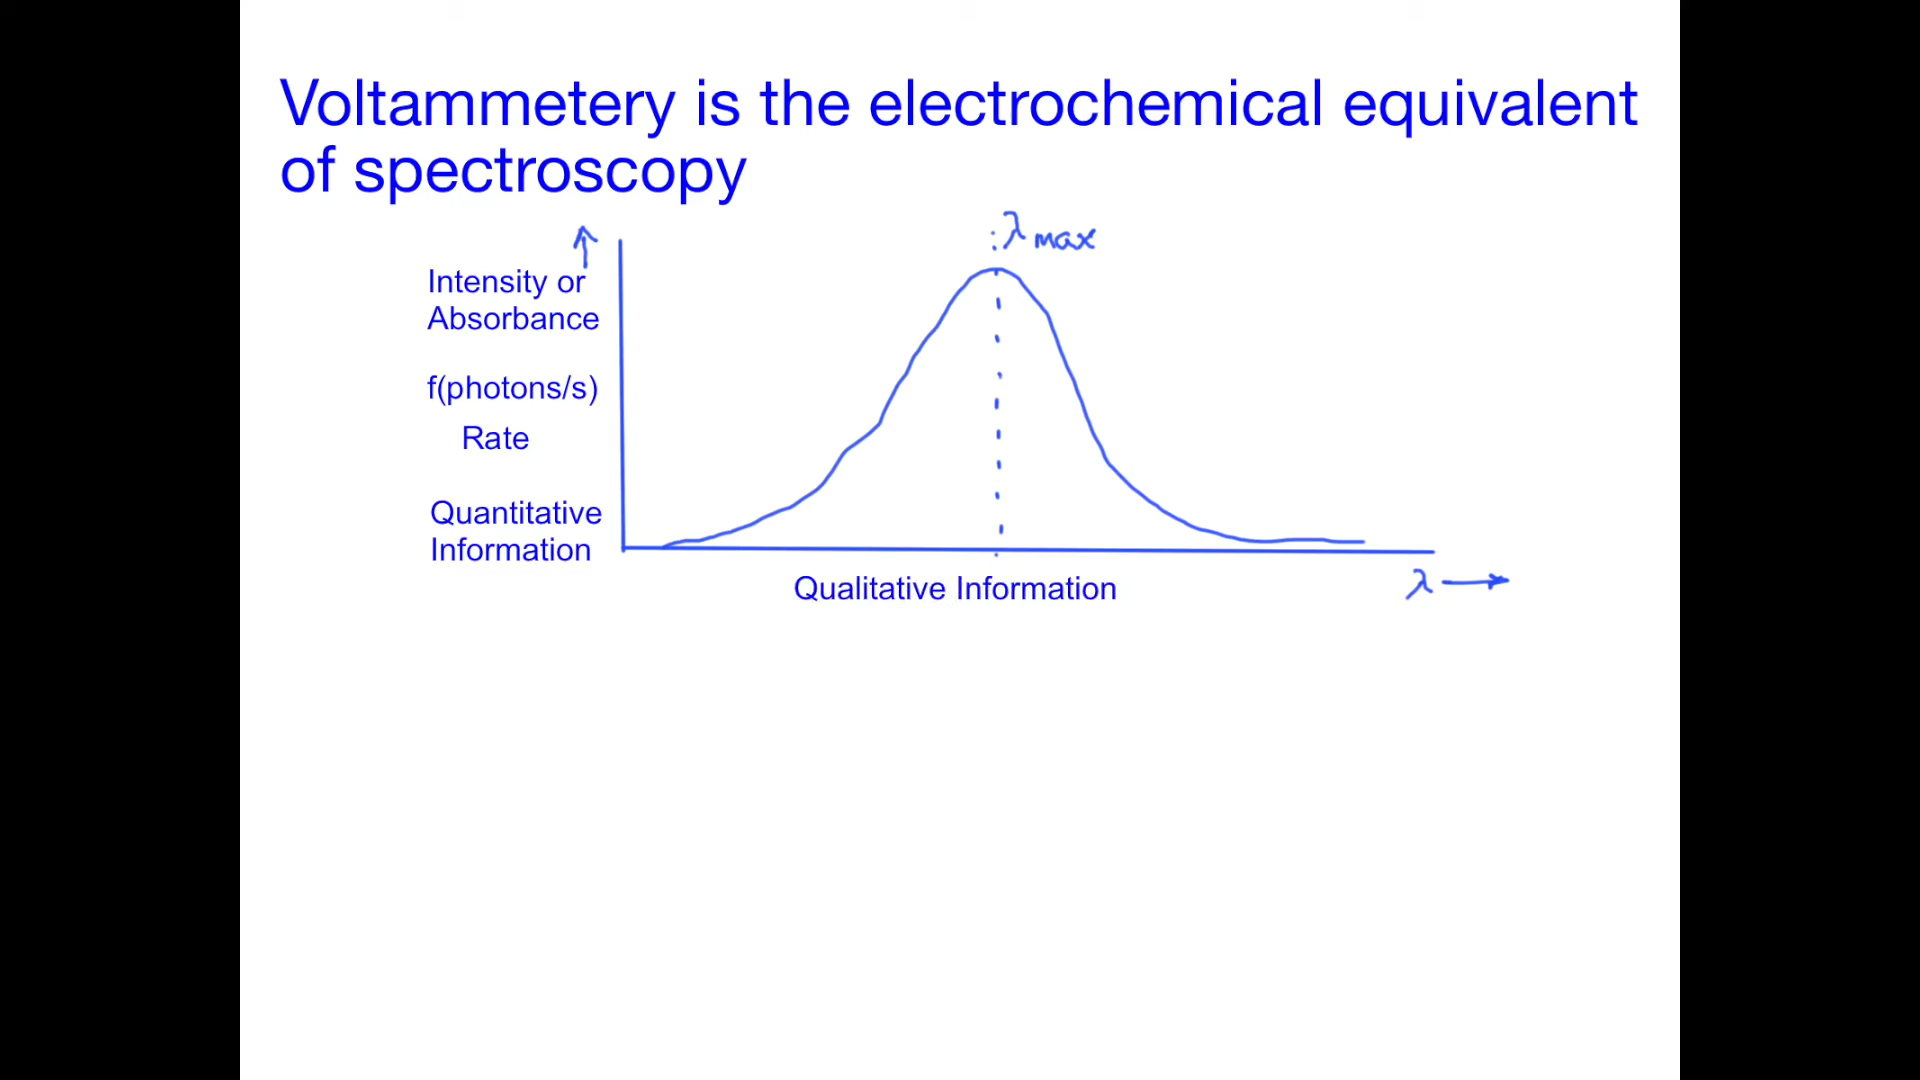 Voltammetery is the electrochemical equivalent
of spectroscopy
λ max
Intensity or
Absorbance
f(photons/s)
Rate
Quantitative
Information
Qualitative Information
λ